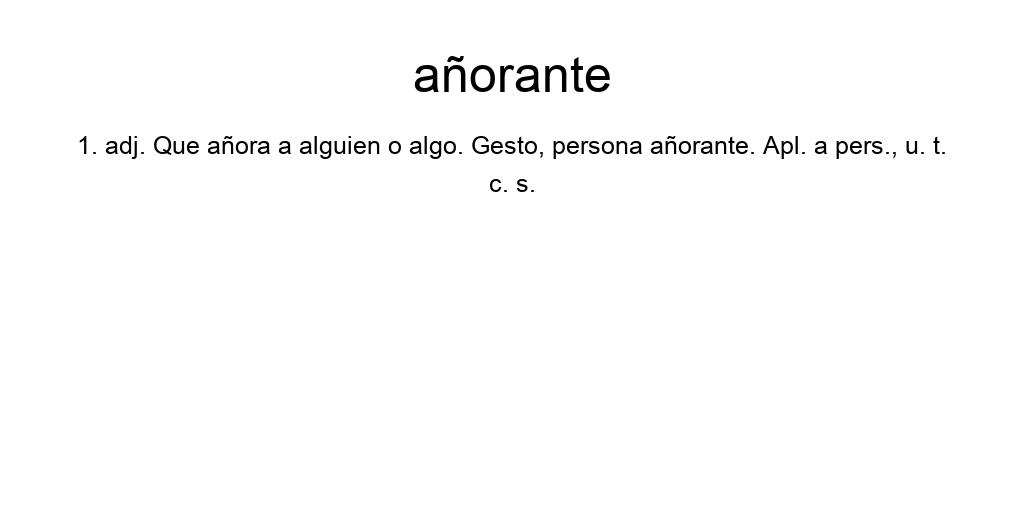 añorante
1. adj. Que añora a alguien o algo. Gesto, persona añorante. Apl. a pers., u. t.
c. s.